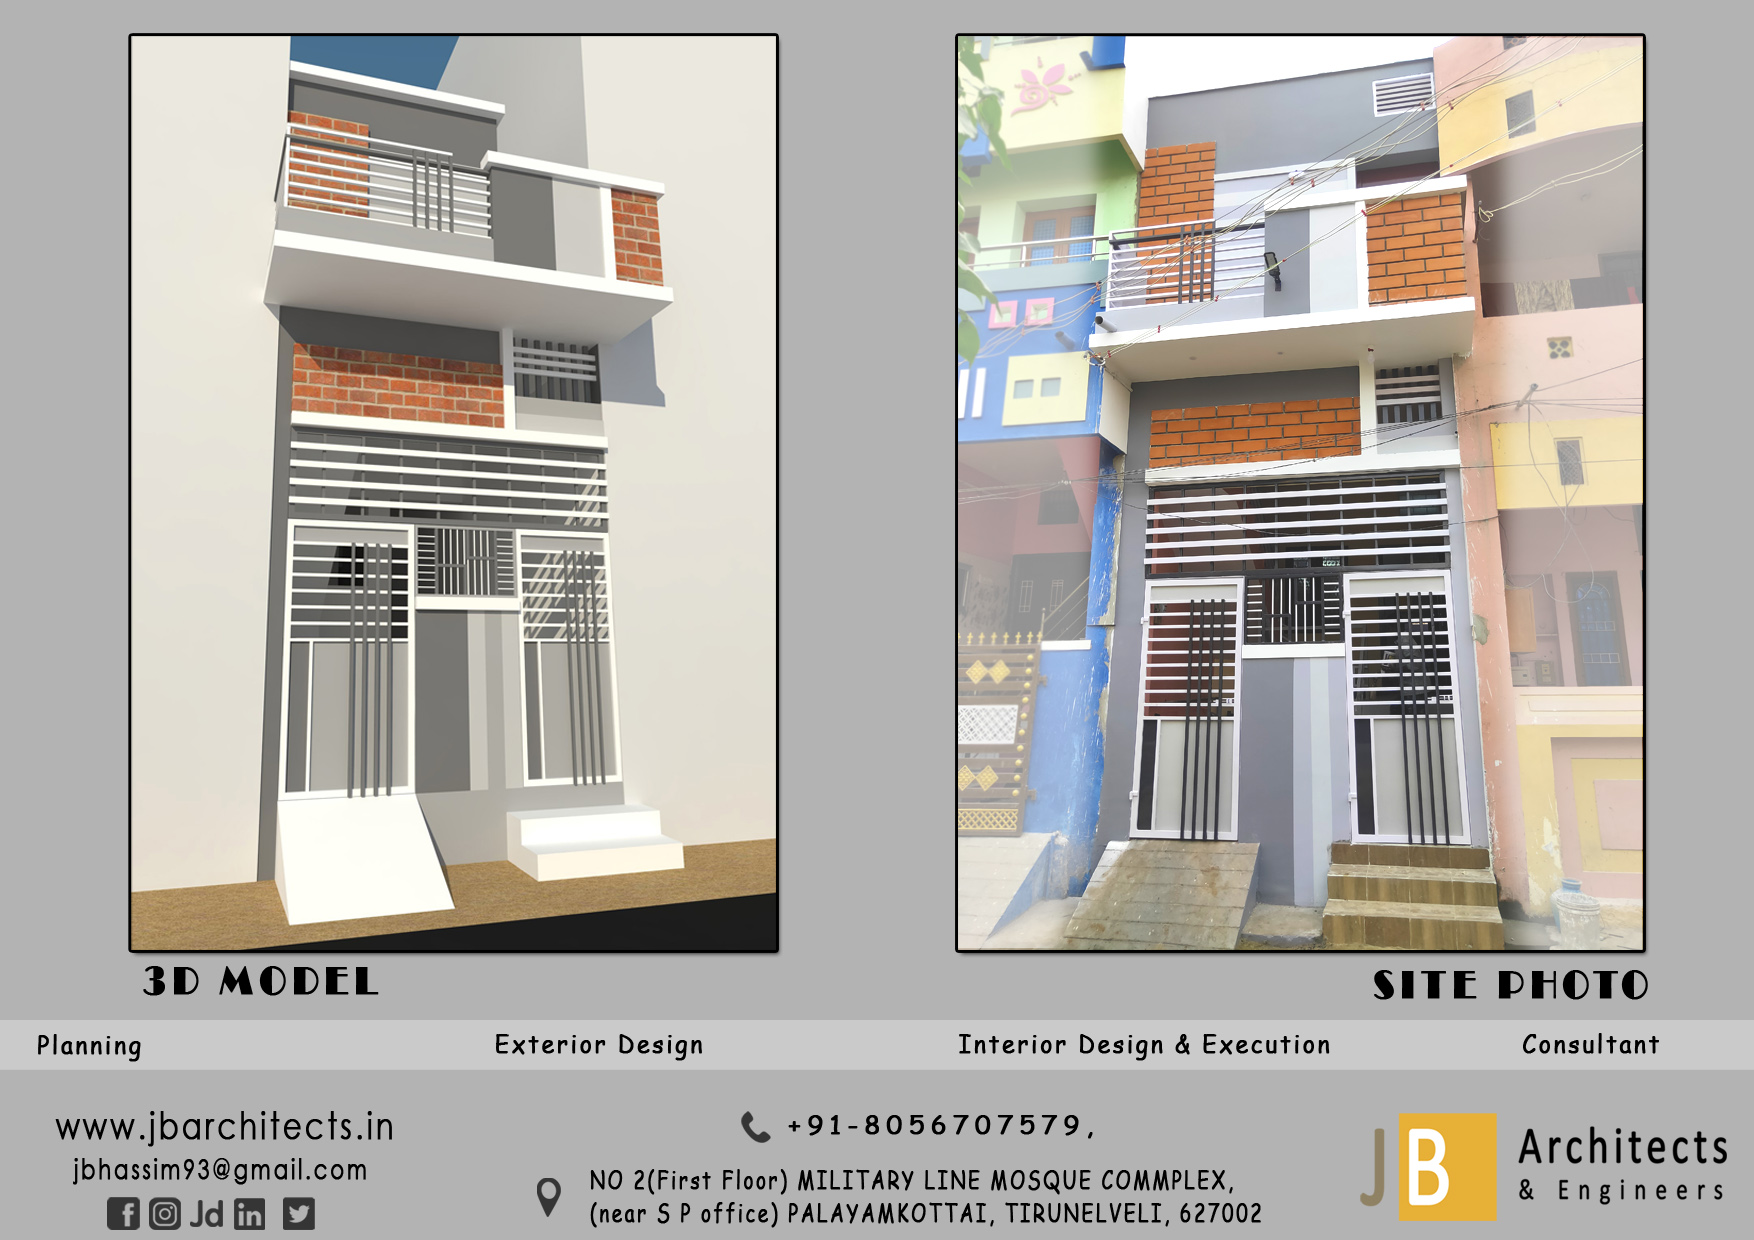 3D MODEL
SITE PHOTO
Planning
Exterior Design
Interior Design & Execution
Consultant
www.jbarchitects.in
jbhassim93@gmail.com
f
Jd
in
+91-8056707579,
NO 2(First Floor) MILITARY LINE MOSQUE COMMPLEX,
(near S P office) PALAYAMKOTTAI, TIRUNELVELI, 627002
JB
Architects
& Engineers